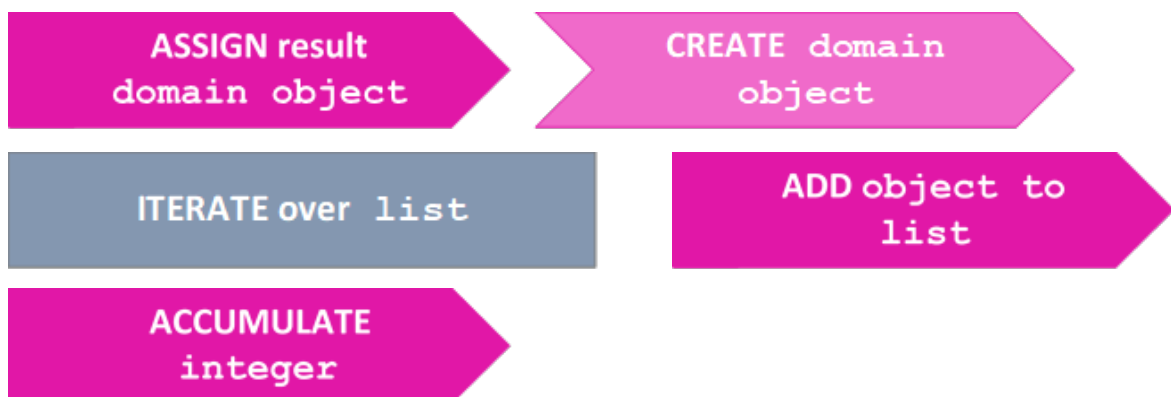 ASSIGN result
domain object
CREATE domain
object
ITERATE over list
ADD object to
list
ACCUMULATE
integer